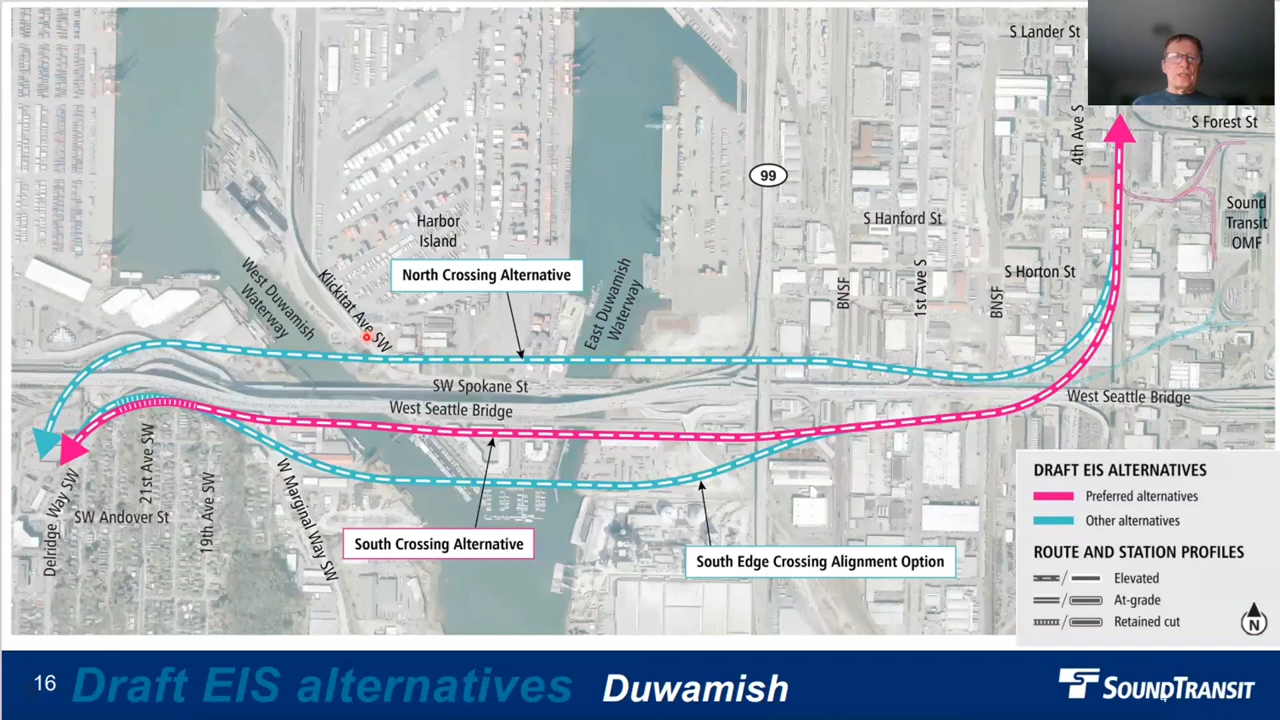 S Lander St
4th Ave S
S Forest St
99
Sound
Transit
OMF
S Hanford St
Harbor
Island
North Crossing Alternative
S Horton St
West Duwamish
Waterway
Klickitat Ave SW
East Duwamish
Waterway
BNSF
1st Ave S
BNSF
SW Spokane St
West Seattle Bridge
West Seattle Bridge
Delridge Way SW
21st Ave SW
SW Andover St
19th Ave SW
W Marginal Way SW
South Crossing Alternative
South Edge Crossing Alignment Option
DRAFT EIS ALTERNATIVES
Preferred alternatives
Other alternatives
ROUTE AND STATION PROFILES
Elevated
At-grade
Retained cut
N
16 Draft EIS alternatives Duwamish
SOUNDTRANSIT